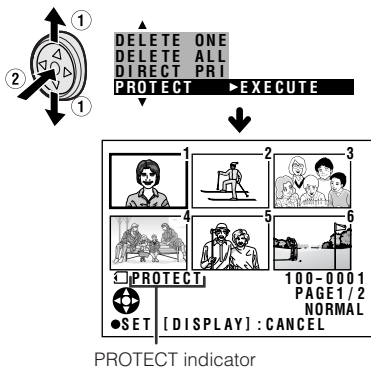 ①
DELETE ONE
DELETE ALL
DIRECT PRI
PROTECT ►EXECUTE
②
①
1 2 3
4 5 6
PROTECT 100-0001
PAGE1/2
NORMAL
●SET [DISPLAY]:CANCEL
PROTECT indicator